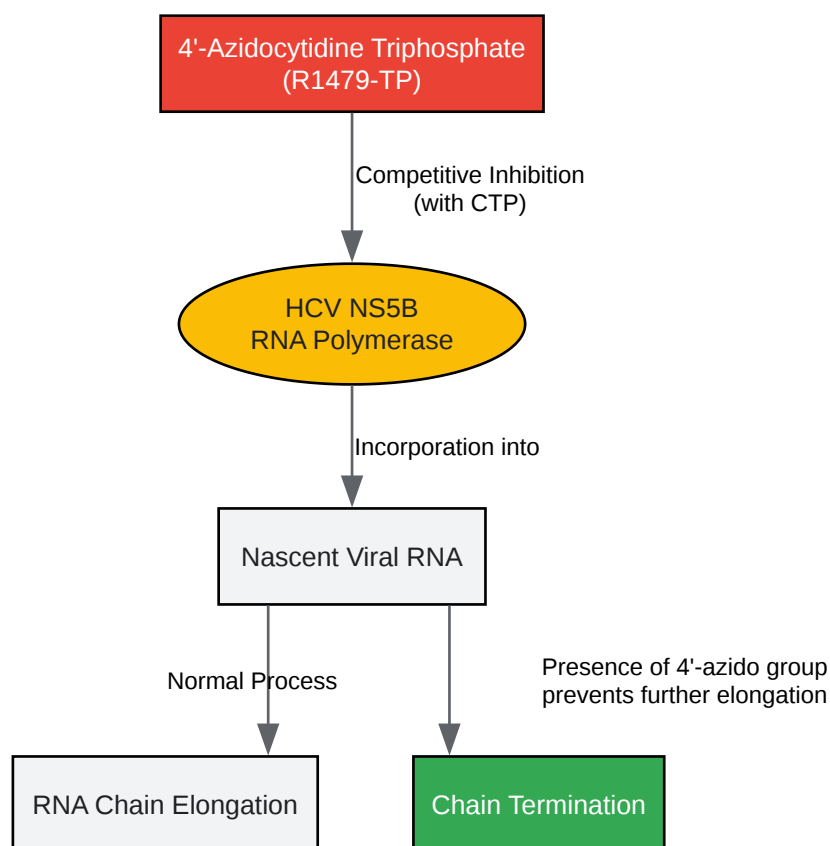 4'-Azidocytidine Triphosphate
(R1479-TP)
Competitive Inhibition
(with CTP)
HCV NS5B
RNA Polymerase
Incorporation into
Nascent Viral RNA
Normal Process
Presence of 4'-azido group
prevents further elongation
RNA Chain Elongation
Chain Termination